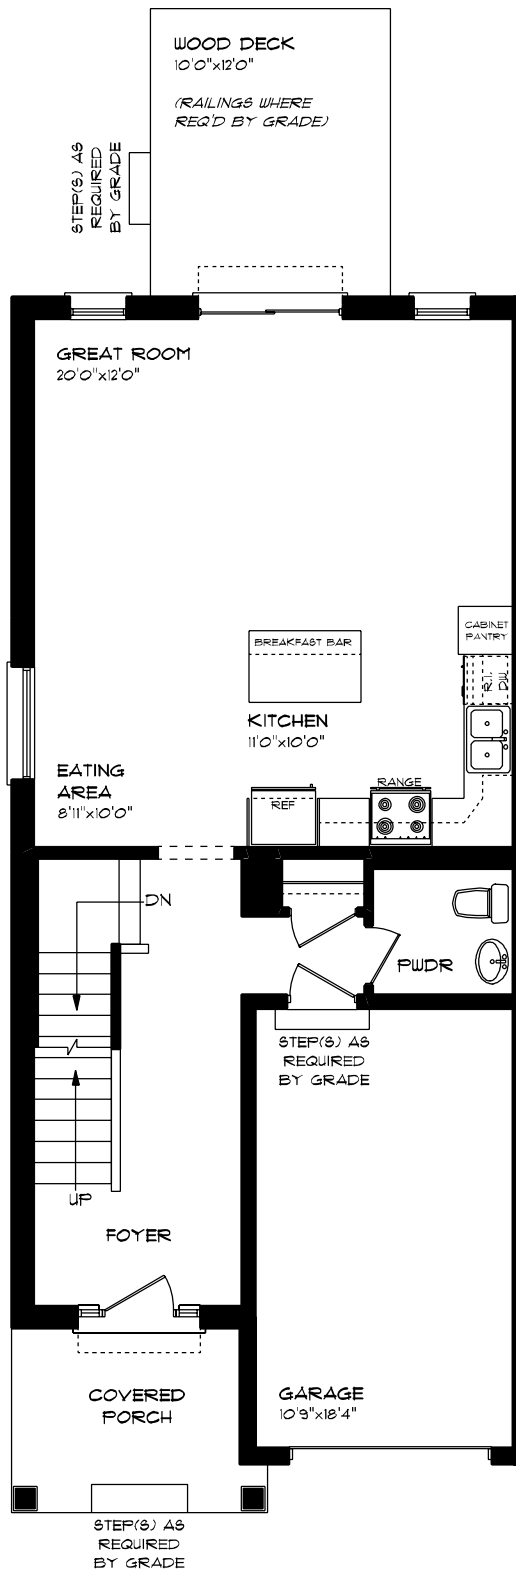 WOOD DECK
10'0"x12'0"
(RAILINGS WHERE
REQ'D BY GRADE)
STEP(S) AS
REQUIRED
BY GRADE
GREAT ROOM
20'0"x12'0"
CABINET
PANTRY
BREAKFAST BAR
R.I.
DW
KITCHEN
11'0"x10'0"
EATING
AREA
8'11"x10'0"
RANGE
REF
DN
PWDR
STEP(S) AS
REQUIRED
BY GRADE
UP
FOYER
GARAGE
10'9"x18'4"
COVERED
PORCH
STEP(S) AS
REQUIRED
BY GRADE